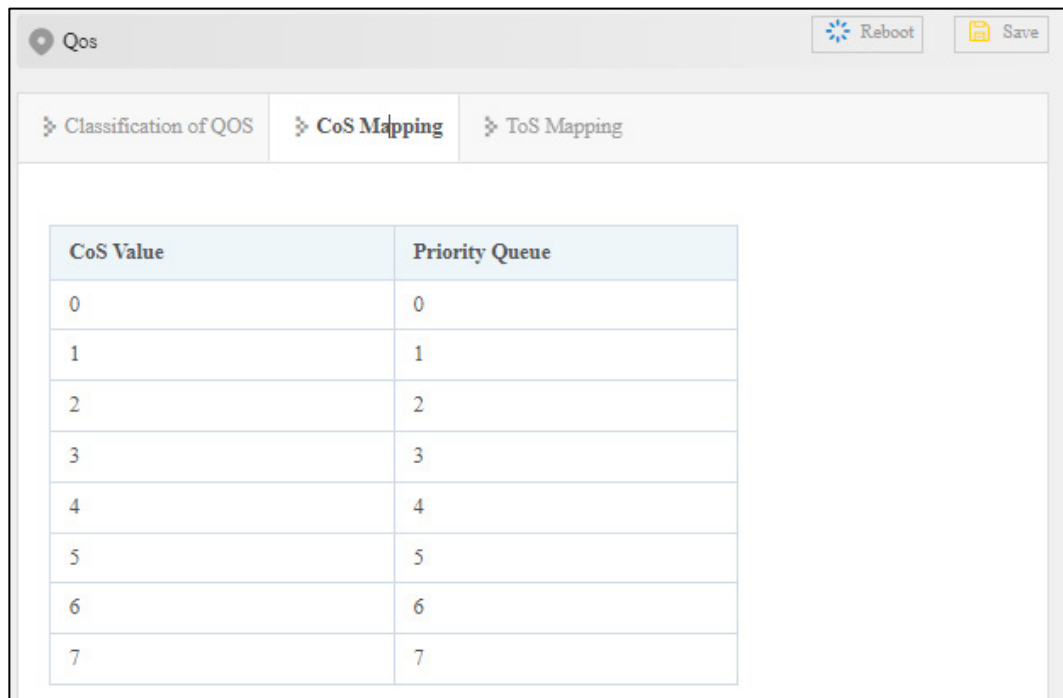 Qos Reboot Save
Classification of QOS CoS Mapping ToS Mapping
CoS Value Priority Queue
0 0
1 1
2 2
3 3
4 4
5 5
6 6
7 7